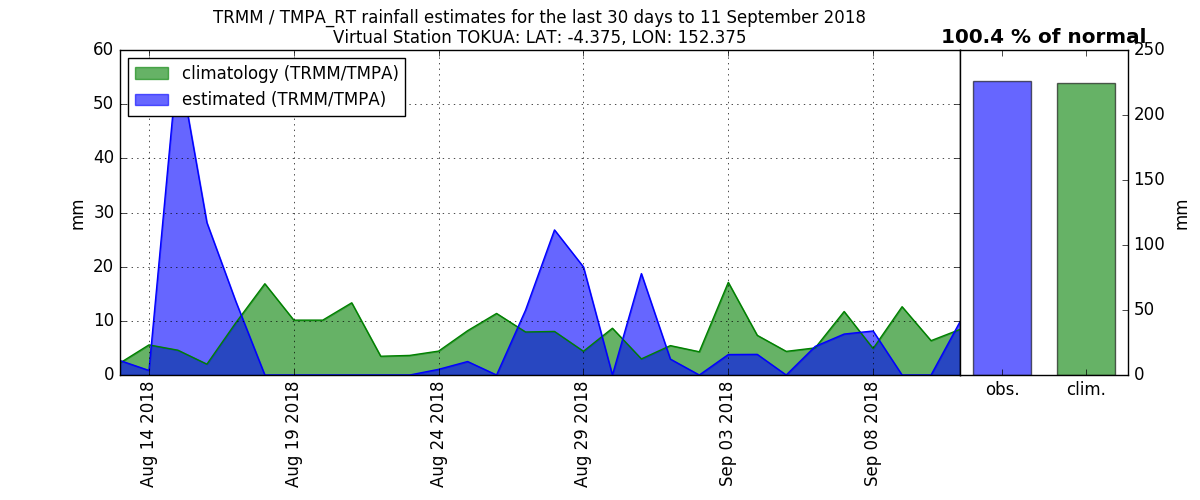 TRMM / TMPA_RT rainfall estimates for the last 30 days to 11 September 2018
Virtual Station TOKUA: LAT: -4.375, LON: 152.375
100.4 % of normal
climatology (TRMM/TMPA)
estimated (TRMM/TMPA)
60
50
40
30
20
10
0
mm
Aug 14 2018
Aug 19 2018
Aug 24 2018
Aug 29 2018
Sep 03 2018
Sep 08 2018
250
200
150
100
50
0
mm
obs.
clim.